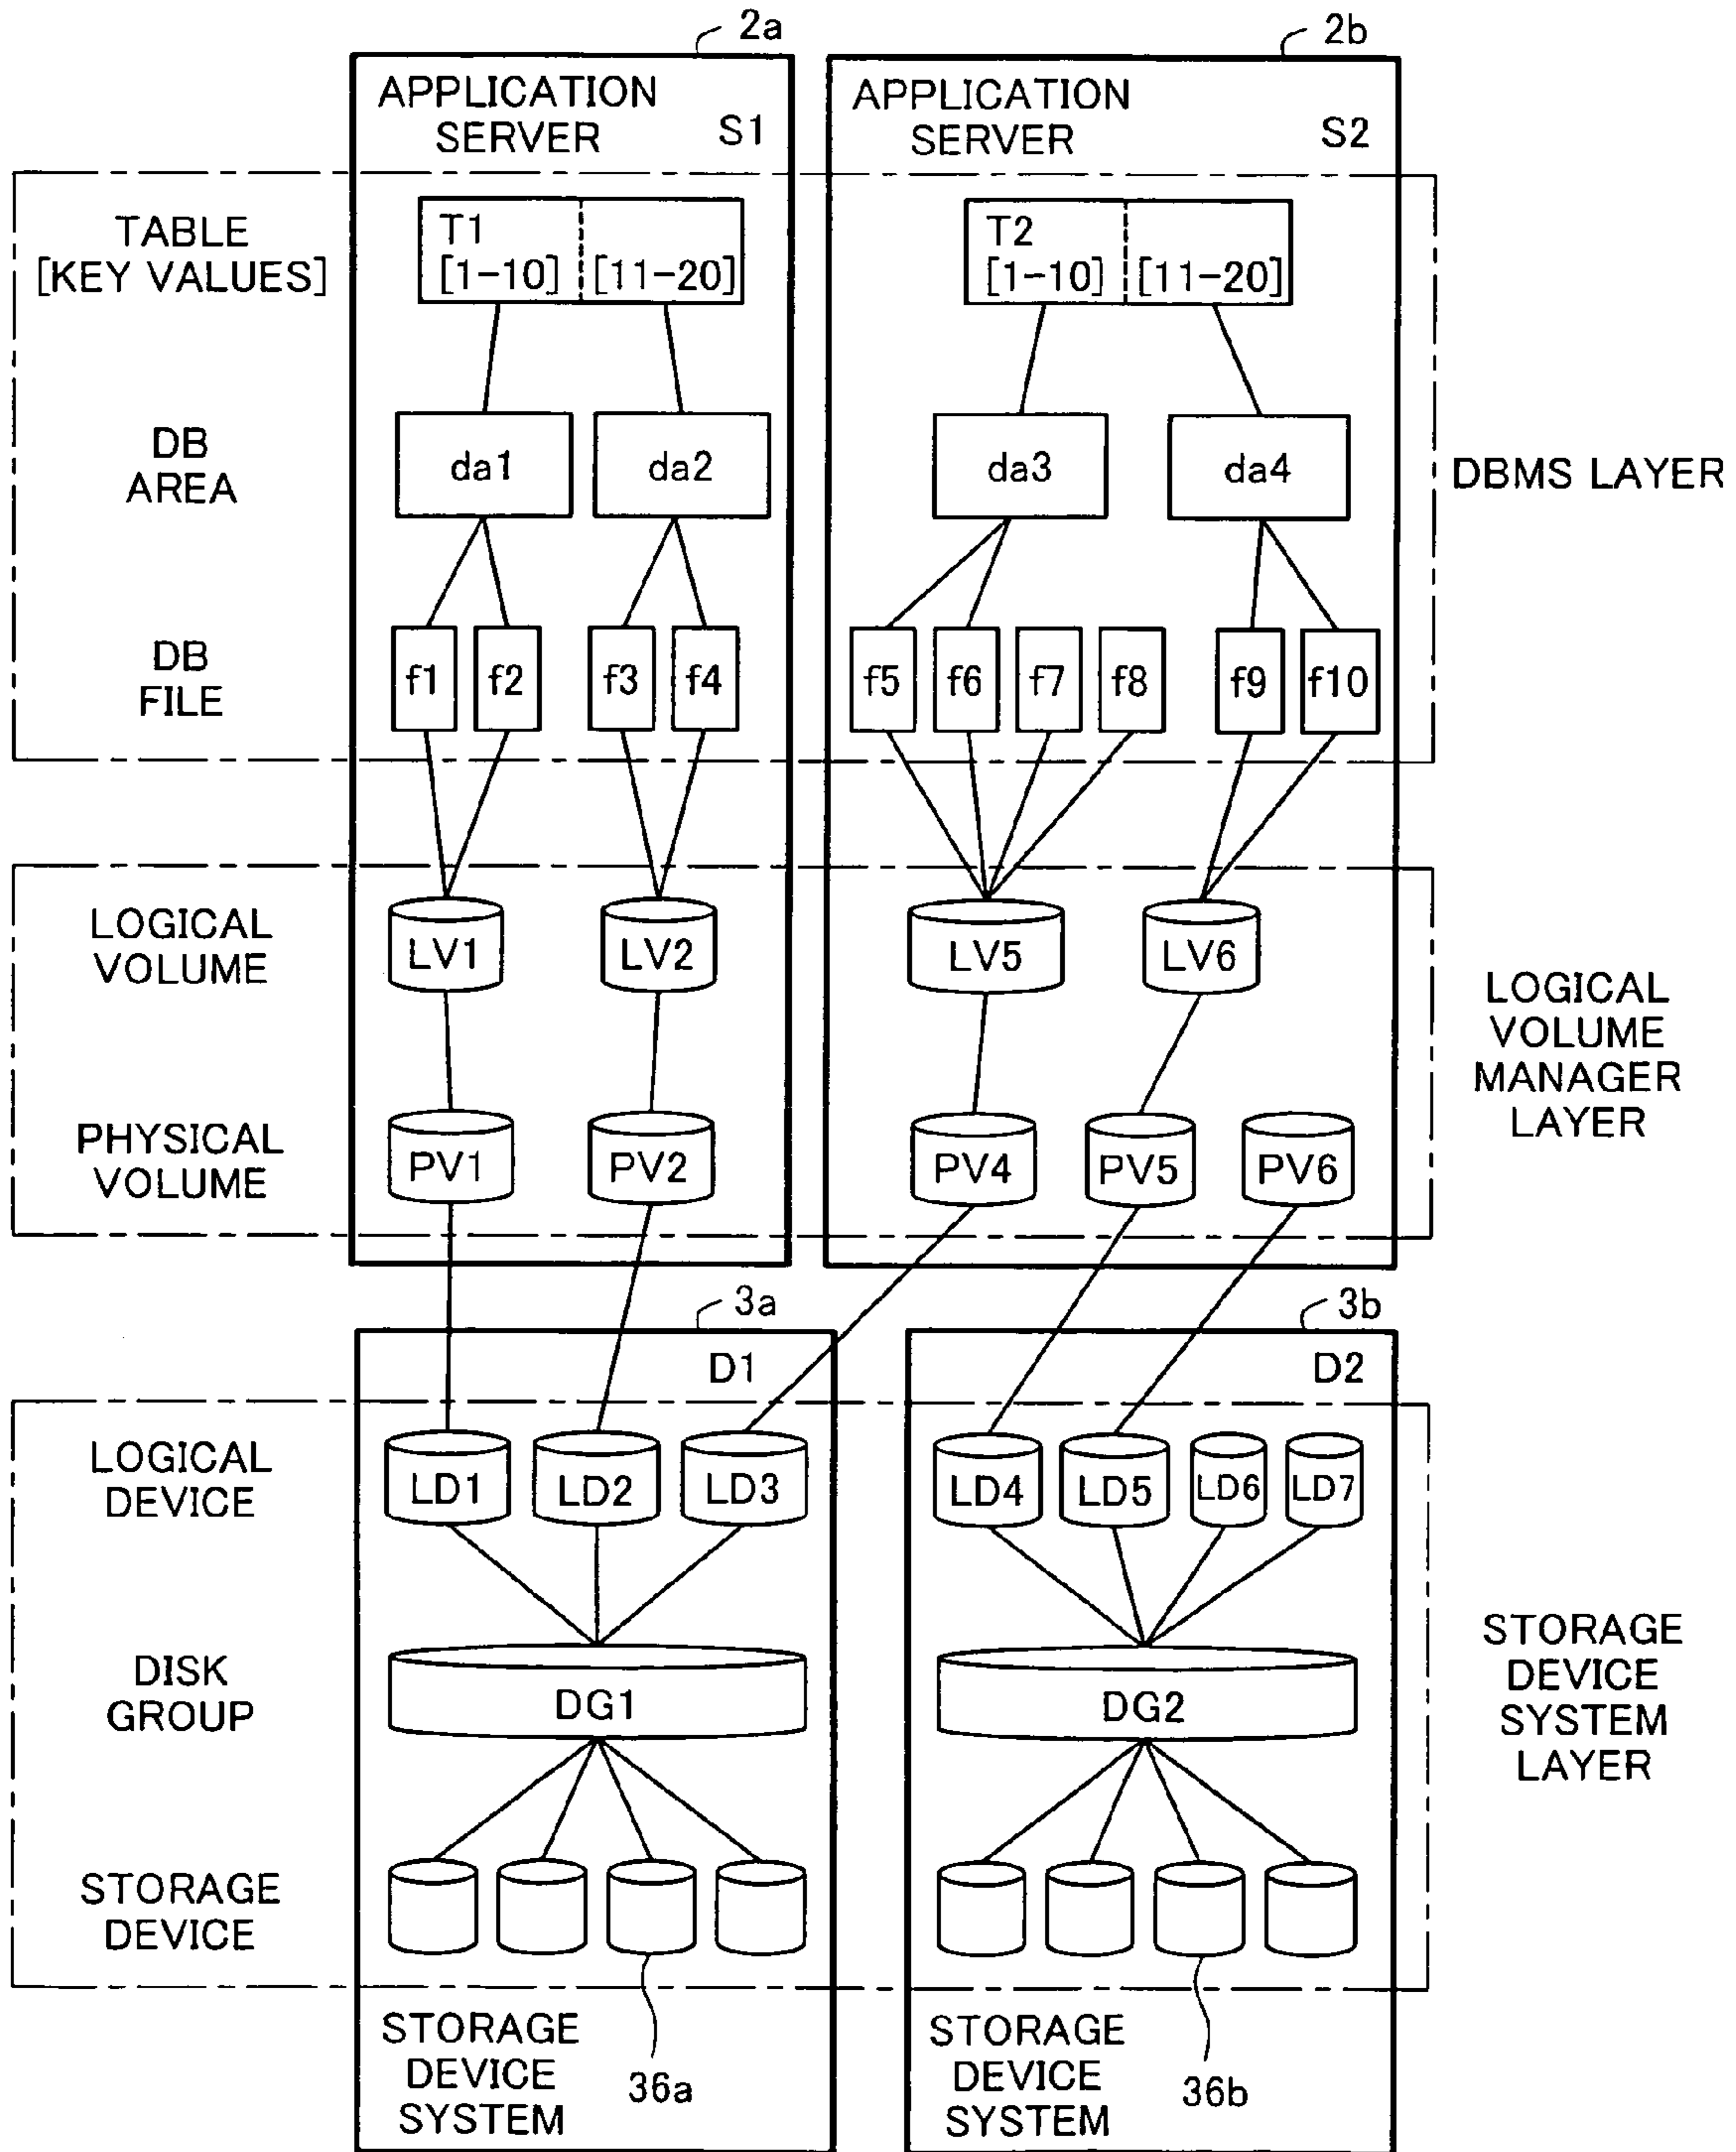 2a
2b
APPLICATION
SERVER
S1
APPLICATION
SERVER
S2
TABLE
[KEY VALUES]
T1
[1-10]
[11-20]
T2
[1-10]
[11-20]
DB
AREA
da1
da2
da3
da4
DBMS LAYER
DB
FILE
f1
f2
f3
f4
f5
f6
f7
f8
f9
f10
LOGICAL
VOLUME
LV1
LV2
LV5
LV6
LOGICAL
VOLUME
MANAGER
LAYER
PHYSICAL
VOLUME
PV1
PV2
PV4
PV5
PV6
3a
3b
D1
D2
LOGICAL
DEVICE
LD1
LD2
LD3
LD4
LD5
LD6
LD7
DISK
GROUP
DG1
DG2
STORAGE
DEVICE
SYSTEM
LAYER
STORAGE
DEVICE
STORAGE
DEVICE
SYSTEM
36a
STORAGE
DEVICE
SYSTEM
36b